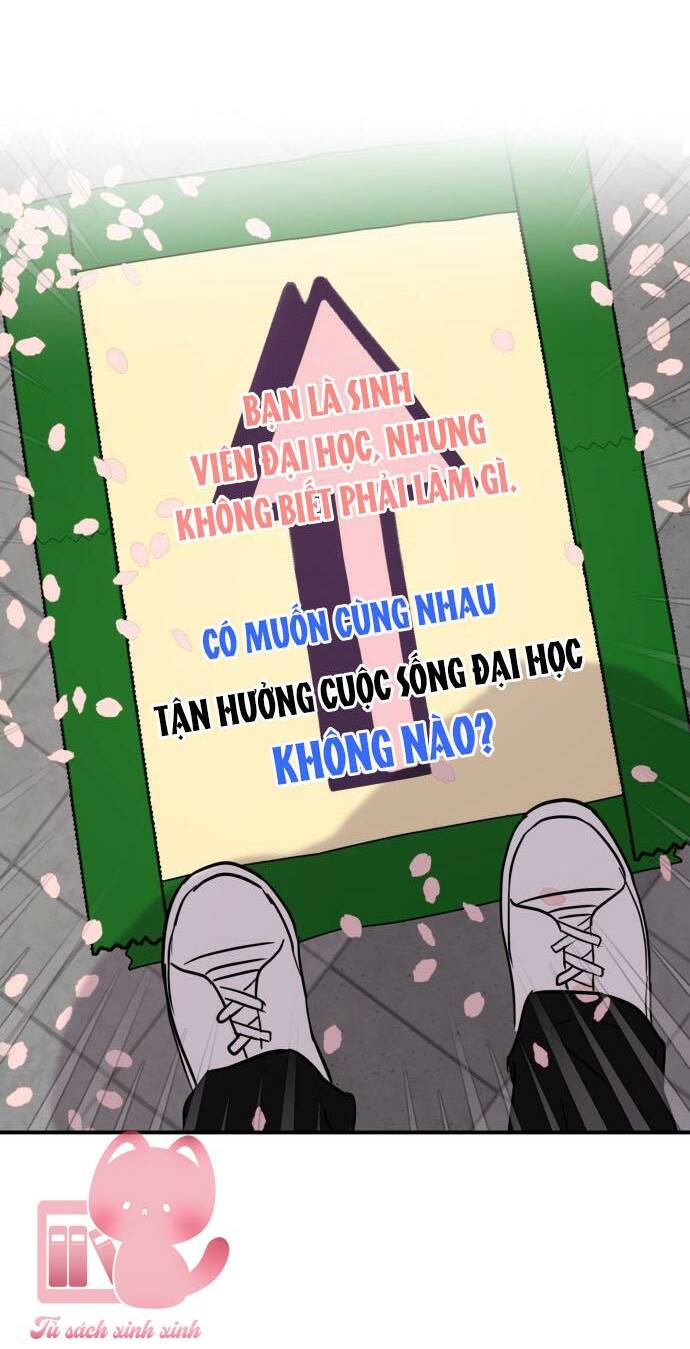 BẠN LÀ SINH
VIÊN ĐẠI HỌC, NHƯNG
KHÔNG BIẾT PHẢI LÀM GÌ.
CÓ MUỐN CÙNG NHAU
TẬN HƯỞNG CUỘC SỐNG ĐẠI HỌC
KHÔNG NÀO?
Tủ sách xinh xinh